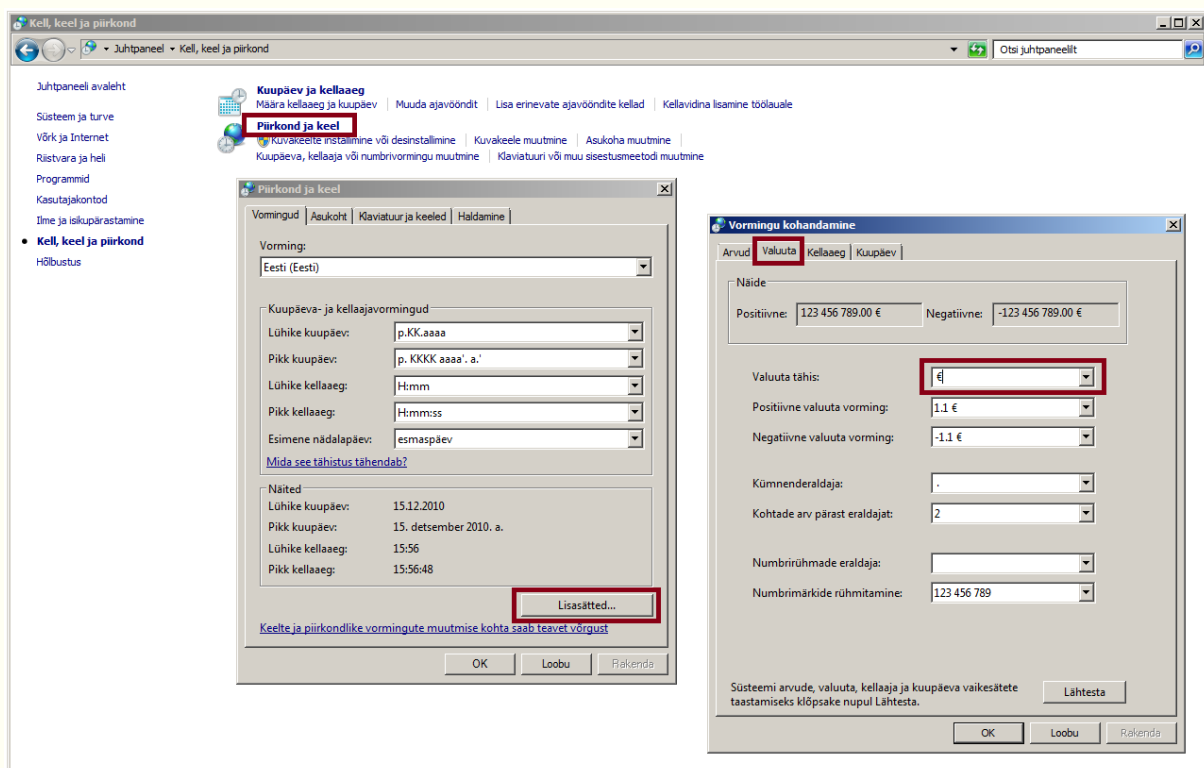 Kell, keel ja piirkond
Juhtpaneel Kell, keel ja piirkond
Otsi juhtpaneelilt
Juhtpaneeli avaleht
Süsteem ja turve
Võrk ja Internet
Riistvara ja heli
Programmid
Kasutajakontod
Ilme ja isikupärastamine
Kell, keel ja piirkond
Hõlbustus
Kuupäev ja kellaaeg
Määra kellaaeg ja kuupäev | Muuda ajavööndit | Lisa erinevate ajavööndite kellad | Kellavidina lisamine töölauale
Piirkond ja keel
Kuvakeelte installimine või desinstallimine | Kuvakeele muutmine | Asukoha muutmine |
Kuupäeva, kellaaja või numbrivormingu muutmine | Klaviatuuri või muu sisestusmeetodi muutmine
Piirkond ja keel
Vormingud Asukoht Klaviatuur ja keeled Haldamine
Vorming:
Eesti (Eesti)
Kuupäeva- ja kellaajavormingud
Lühike kuupäev: p.KK.aaaa
Pikk kuupäev: p. KKKK aaaa'. a.'
Lühike kellaaeg: H:mm
Pikk kellaaeg: H:mm:ss
Esimene nädalapäev: esmaspäev
Mida see tähistus tähendab?
Näited
Lühike kuupäev: 15.12.2010
Pikk kuupäev: 15. detsember 2010. a.
Lühike kellaaeg: 15:56
Pikk kellaaeg: 15:56:48
Lisasätted...
Keelte ja piirkondlike vormingute muutmise kohta saab teavet võrgust
OK Loobu Rakenda
Vormingu kohandamine
Arvud Valuuta Kellaaeg Kuupäev
Näide
Positiivne: 123 456 789.00 € Negatiivne: -123 456 789.00 €
Valuuta tähis: €
Positiivne valuuta vorming: 1.1 €
Negatiivne valuuta vorming: -1.1 €
Kümnenderaldaja: .
Kohtade arv pärast eraldajat: 2
Numbrirühmade eraldaja:
Numbrimärkide rühmitamine: 123 456 789
Süsteemi arvude, valuuta, kellaaja ja kuupäeva vaikesätete
taastamiseks klõpsake nupul Lähtesta.
Lähtesta
OK Loobu Rakenda